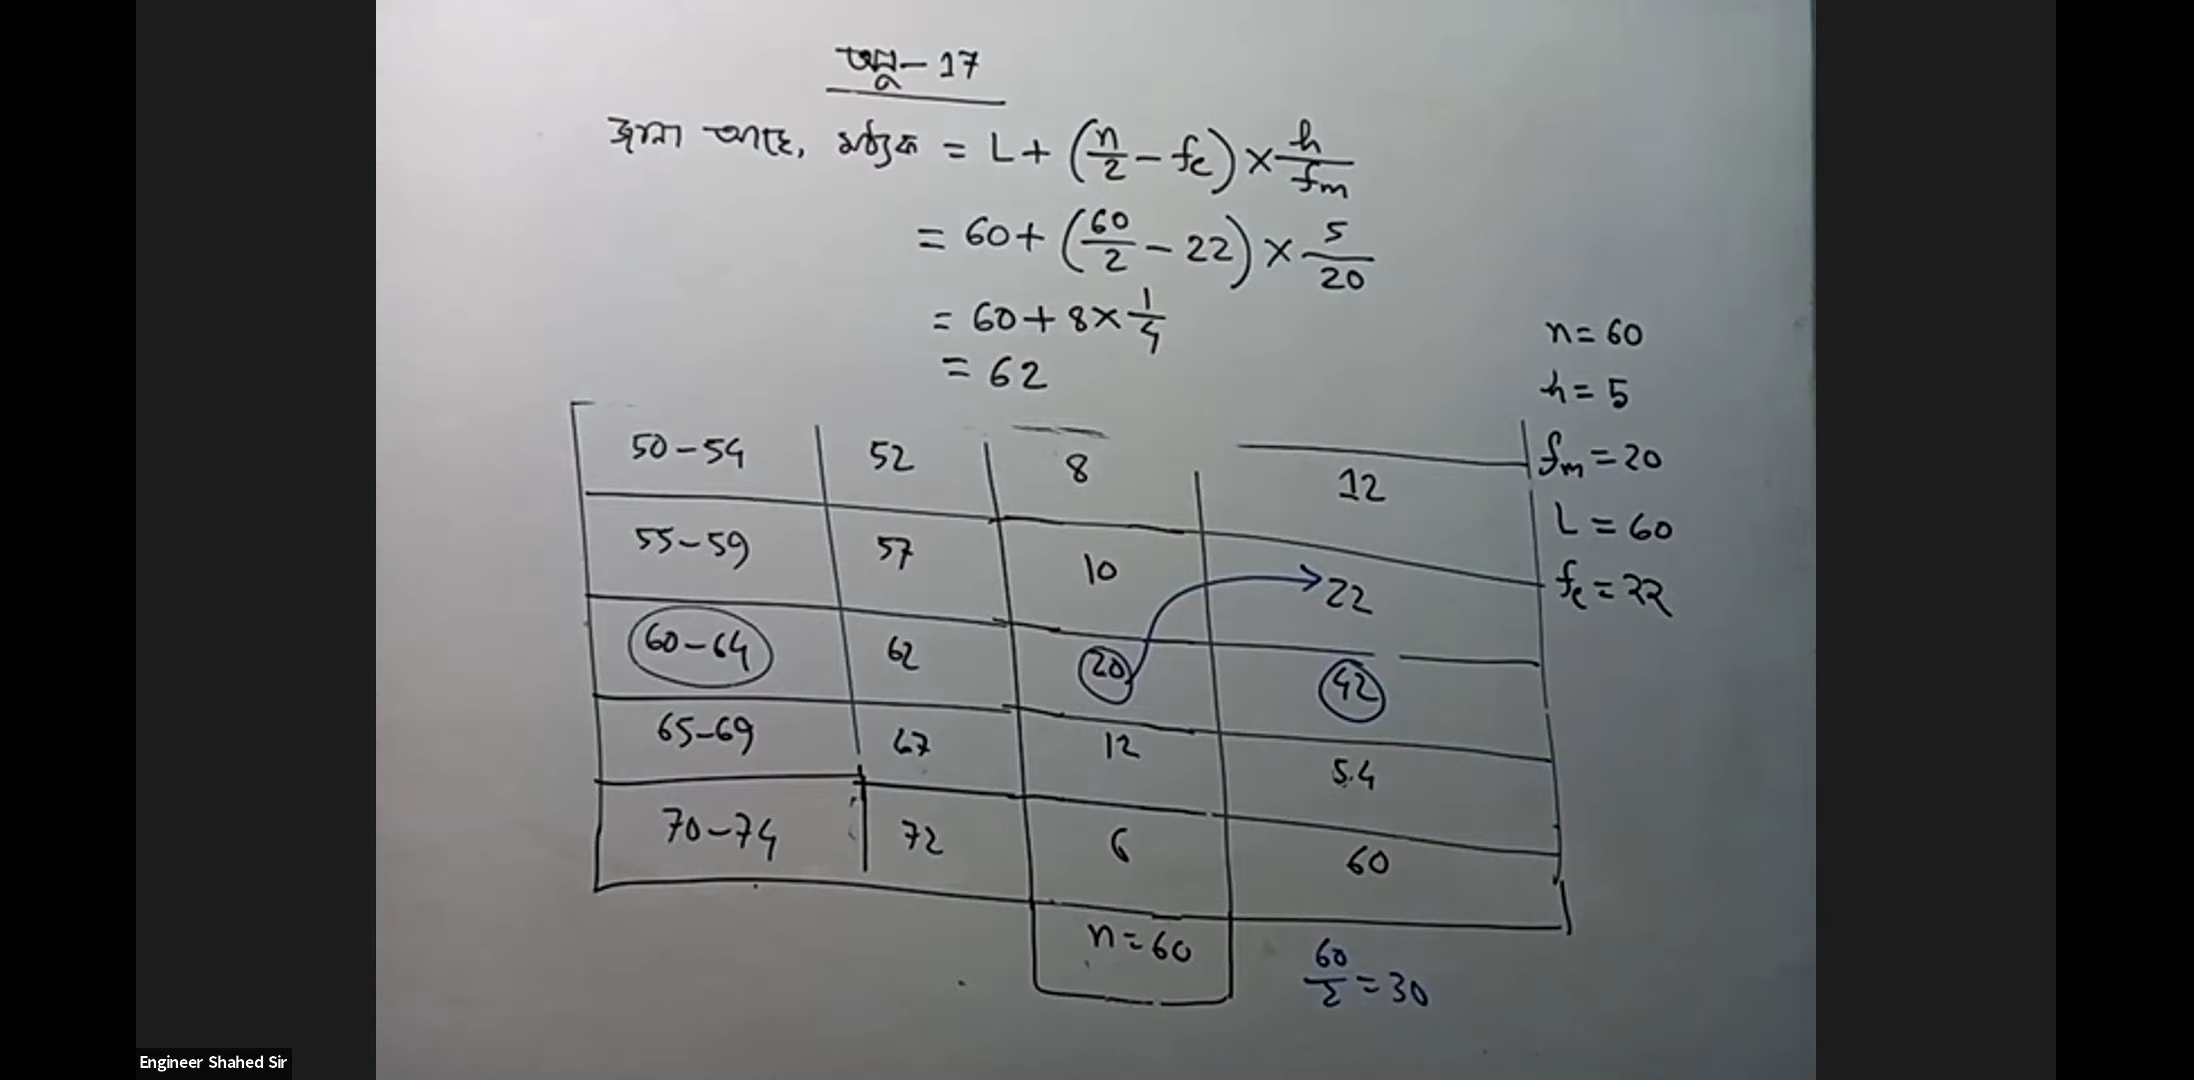 অনু - 17
জানা আছে, মধ্যক = L + (n/2 - fc) × h/fm
= 60 + (60/2 - 22) × 5/20
= 60 + 8 × 1/4
= 62
n = 60
h = 5
fm = 20
L = 60
fc = 22
50-54 52 8 12
55-59 57 10 22
60-64 62 20 42
65-69 67 12 54
70-74 72 6 60
n = 60
60/2 = 30
Engineer Shahed Sir